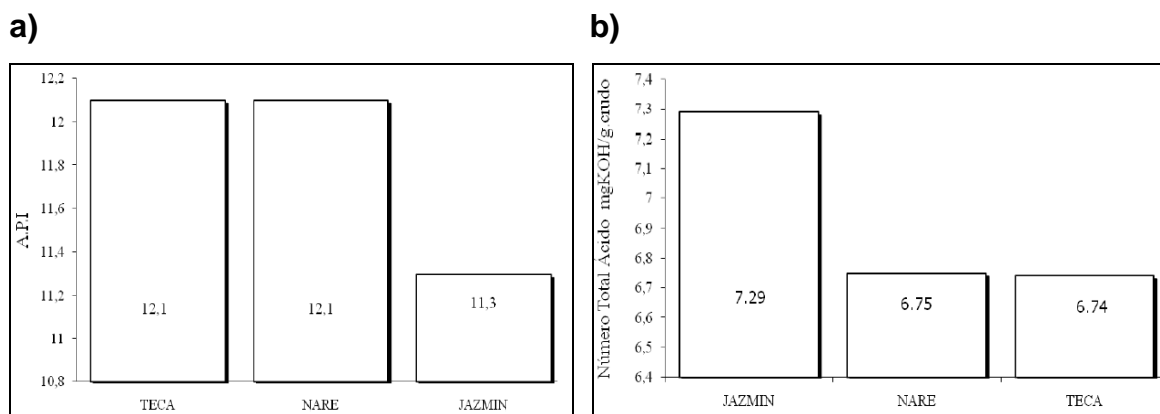 a)
b)
12,2
12
11,8
11,6
11,4
11,2
11
10,8
A.P.I
12,1
12,1
11,3
TECA
NARE
JAZMIN
7,4
7,3
7,2
7,1
7
6,9
6,8
6,7
6,6
6,5
6,4
Número Total Ácido mgKOH/g.crudo
7.29
6.75
6.74
JAZMIN
NARE
TECA